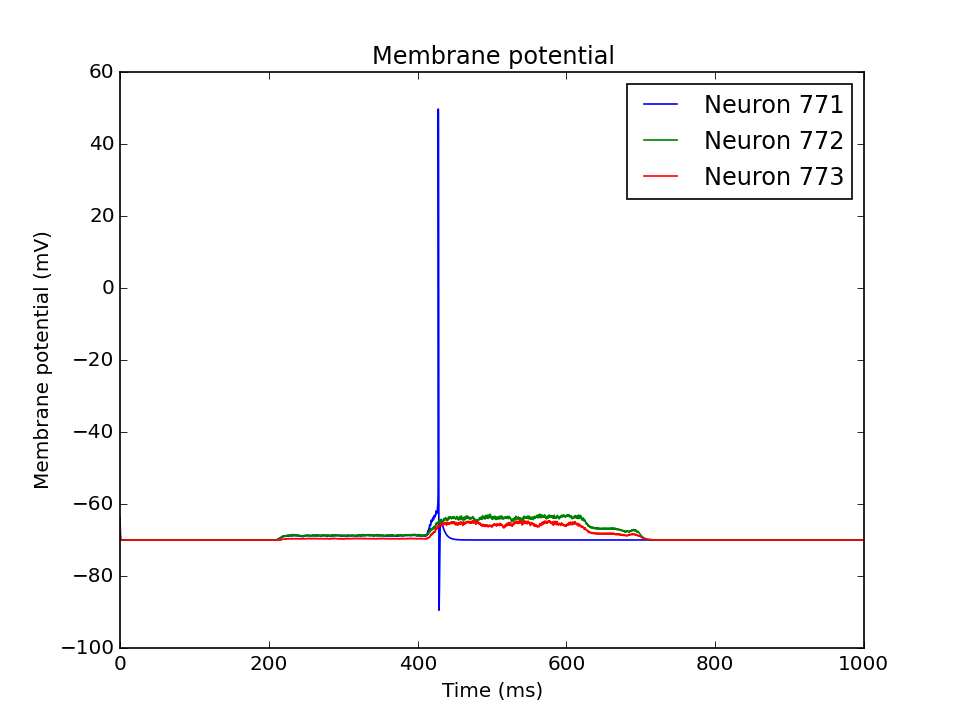 Membrane potential
Neuron 771
Neuron 772
Neuron 773
60
40
20
0
−20
−40
−60
−80
−100
Membrane potential (mV)
0 200 400 600 800 1000
Time (ms)